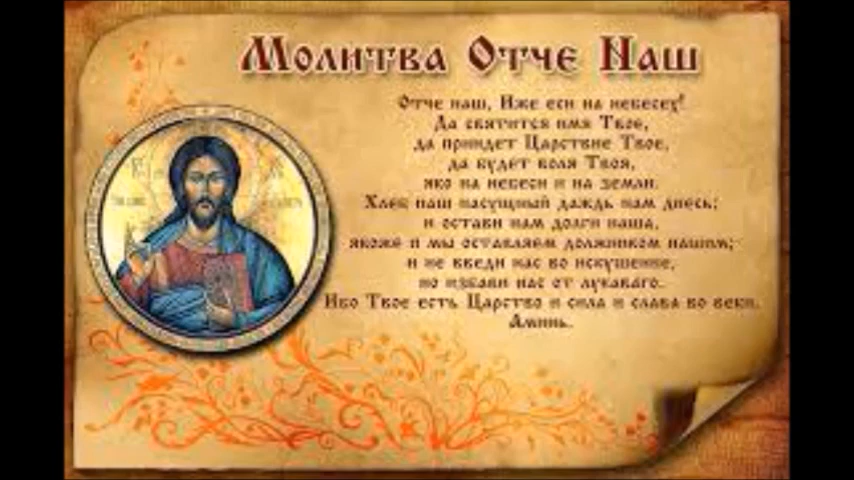 Молитва Отче Наш
Отче наш, Иже еси на небесех!
Да святится имя Твое,
да приидет Царствие Твое,
да будет воля Твоя,
яко на небеси и на земли.
Хлеб наш насущный даждь нам днесь;
и остави нам долги наша,
якоже и мы оставляем должником нашим;
и не введи нас во искушение,
но избави нас от лукаваго.
Ибо Твое есть Царство и сила и слава во веки.
Аминь.